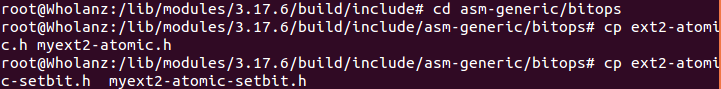 root@Wholanz:/lib/modules/3.17.6/build/include# cd asm-generic/bitops
root@Wholanz:/lib/modules/3.17.6/build/include/asm-generic/bitops# cp ext2-atomi
c.h myext2-atomic.h
root@Wholanz:/lib/modules/3.17.6/build/include/asm-generic/bitops# cp ext2-atomi
c-setbit.h  myext2-atomic-setbit.h